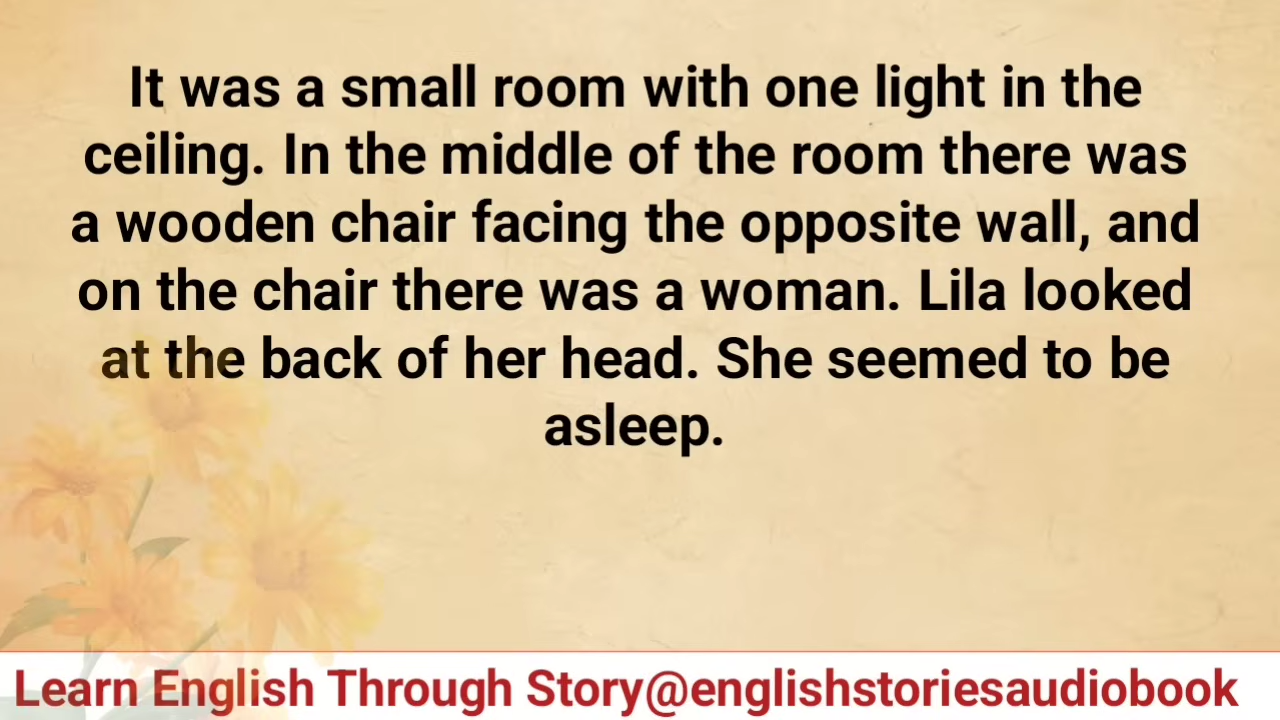 It was a small room with one light in the
ceiling. In the middle of the room there was
a wooden chair facing the opposite wall, and
on the chair there was a woman. Lila looked
at the back of her head. She seemed to be
asleep.
Learn English Through Story@englishstoriesaudiobook